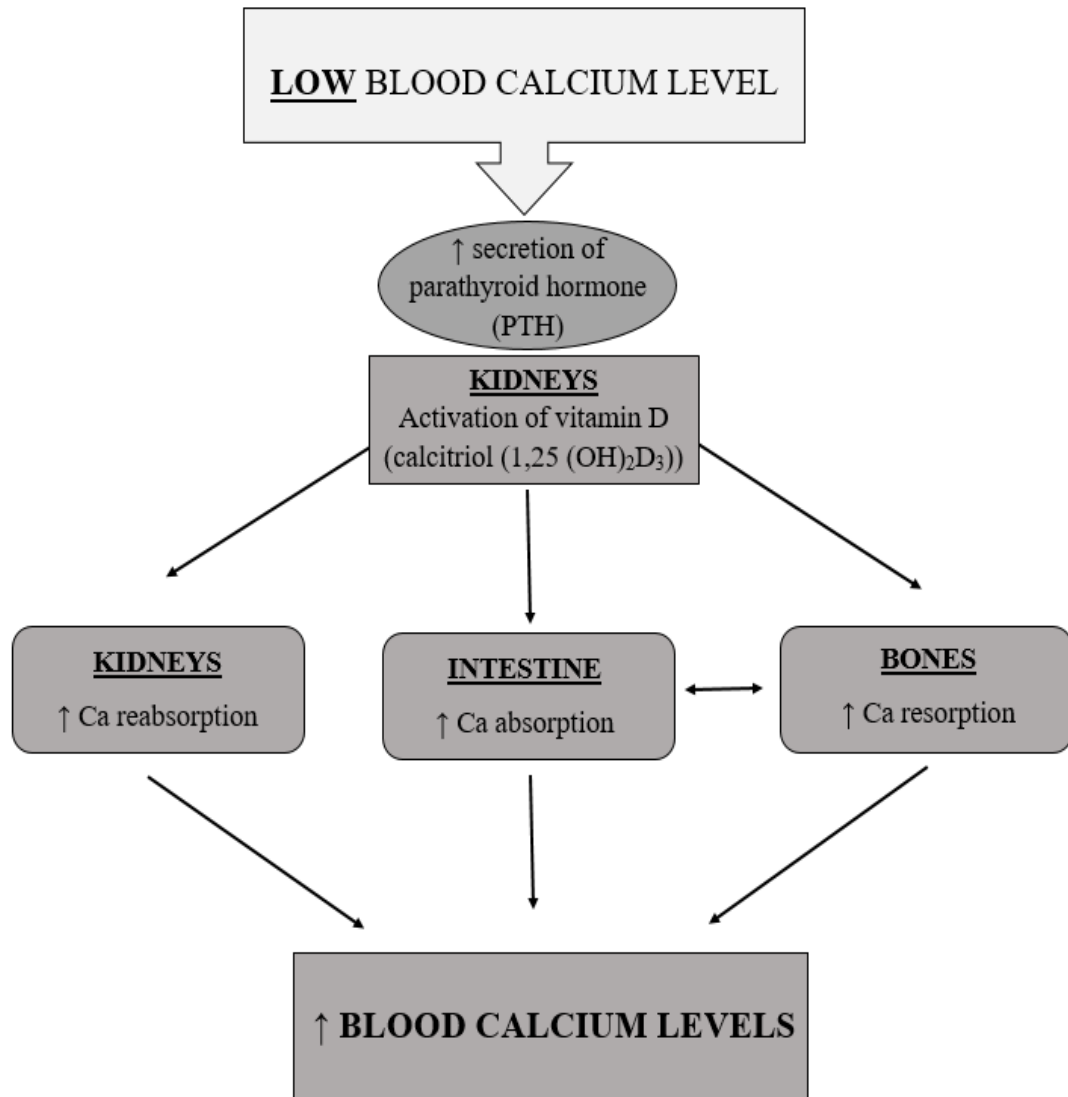 LOW BLOOD CALCIUM LEVEL
↑ secretion of
parathyroid hormone
(PTH)
KIDNEYS
Activation of vitamin D
(calcitriol (1,25 (OH)₂D₃))
KIDNEYS
↑ Ca reabsorption
INTESTINE
↑ Ca absorption
BONES
↑ Ca resorption
↑ BLOOD CALCIUM LEVELS